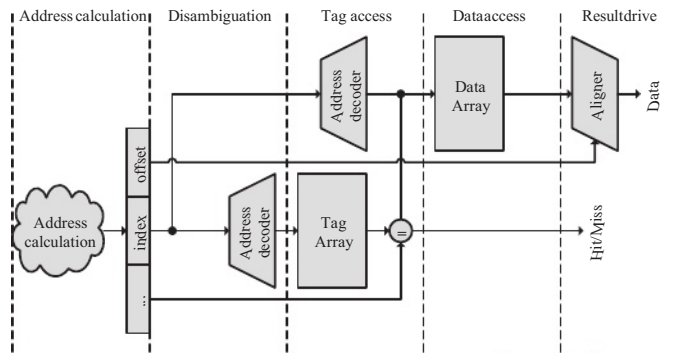 Address calculation
Disambiguation
Tag access
Dataaccess
Resultdrive
Address
decoder
Data
Array
Aligner
Data
offset
Address
calculation
index
Address
decoder
Tag
Array
=
Hit/Miss
...